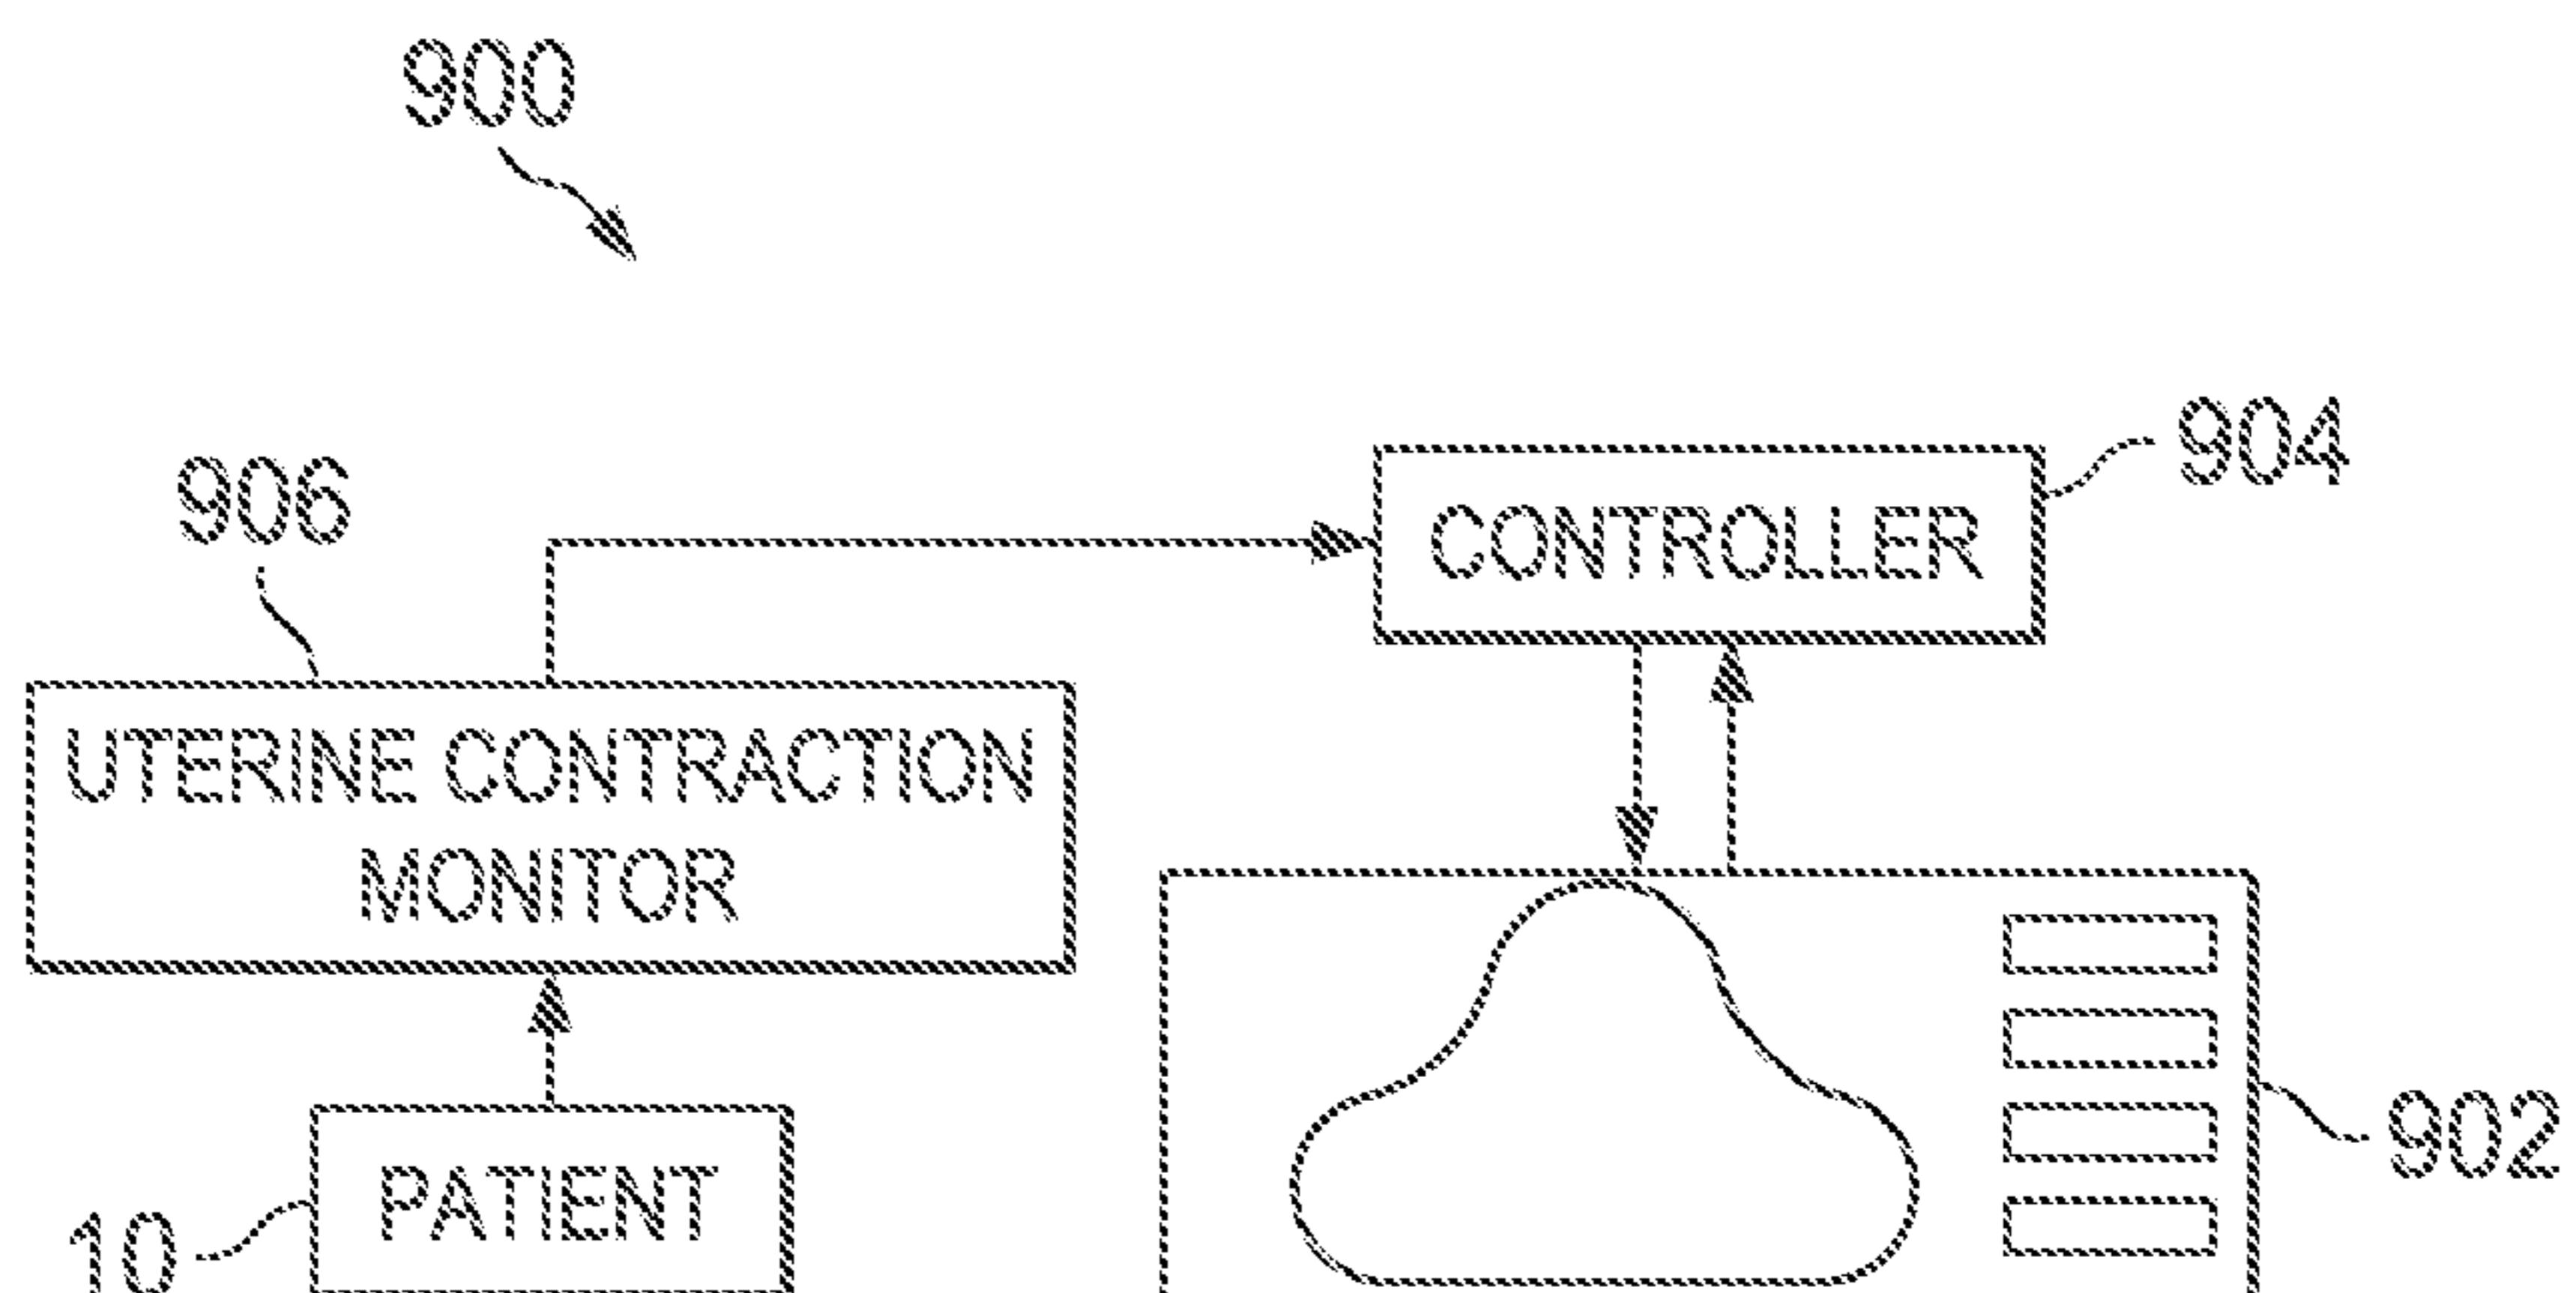 900
904
906
CONTROLLER
UTERINE CONTRACTION
MONITOR
902
PATIENT
10